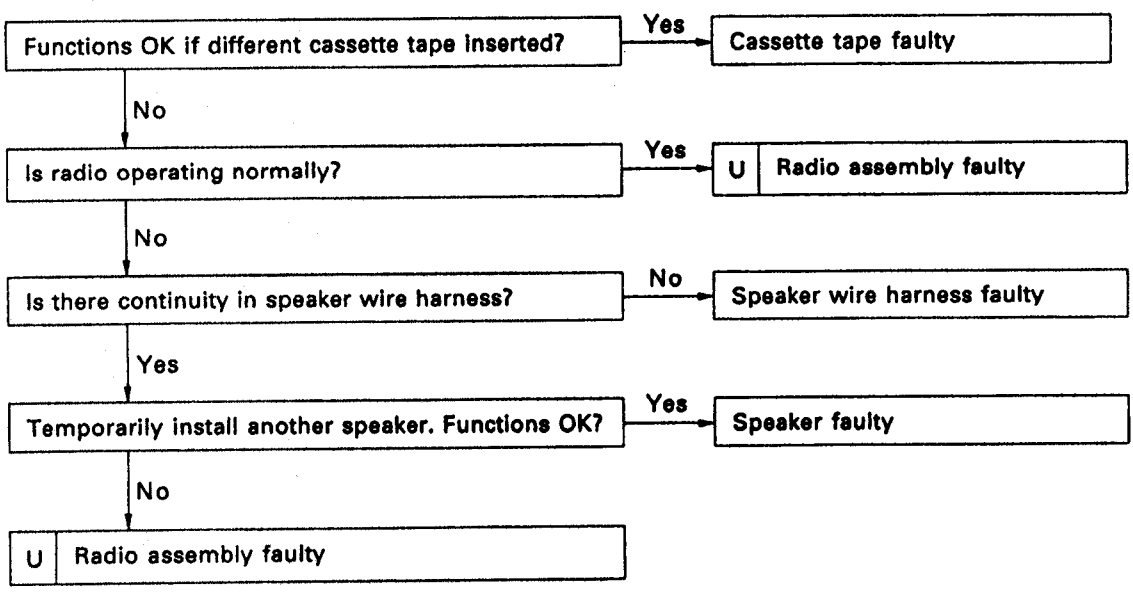 Functions OK if different cassette tape inserted?
Yes
Cassette tape faulty
No
Is radio operating normally?
Yes
U Radio assembly faulty
No
Is there continuity in speaker wire harness?
No
Speaker wire harness faulty
Yes
Temporarily install another speaker. Functions OK?
Yes
Speaker faulty
No
U Radio assembly faulty